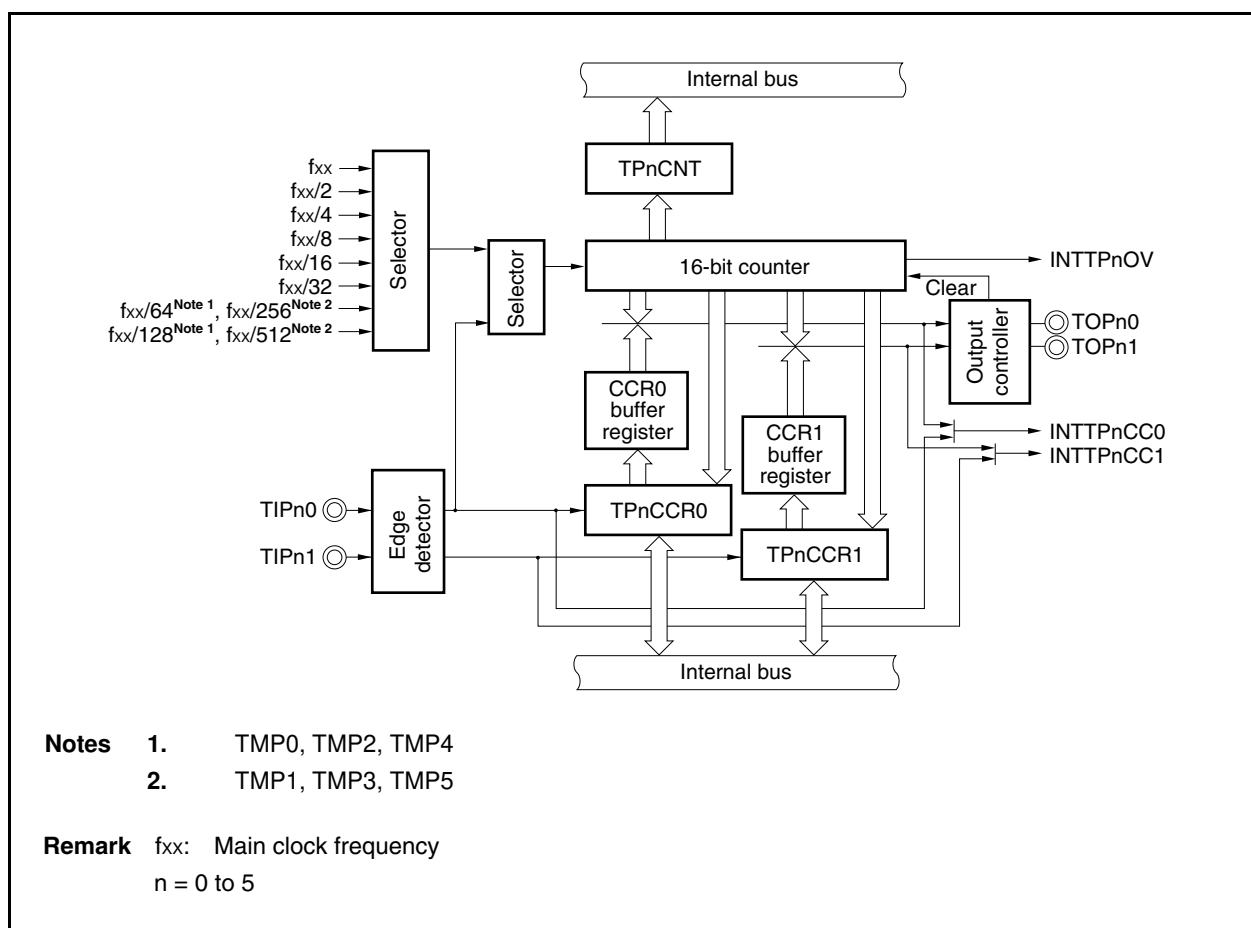 Internal bus
TPnCNT
fxx
fxx/2
fxx/4
fxx/8
fxx/16
fxx/32
fxx/64Note 1, fxx/256Note 2
fxx/128Note 1, fxx/512Note 2
Selector
Selector
16-bit counter
INTTPnOV
Clear
Output
controller
TOPn0
TOPn1
CCR0
buffer
register
CCR1
buffer
register
INTTPnCC0
INTTPnCC1
TIPn0
TIPn1
Edge
detector
TPnCCR0
TPnCCR1
Internal bus
Notes 1. TMP0, TMP2, TMP4
2. TMP1, TMP3, TMP5
Remark fxx: Main clock frequency
n = 0 to 5